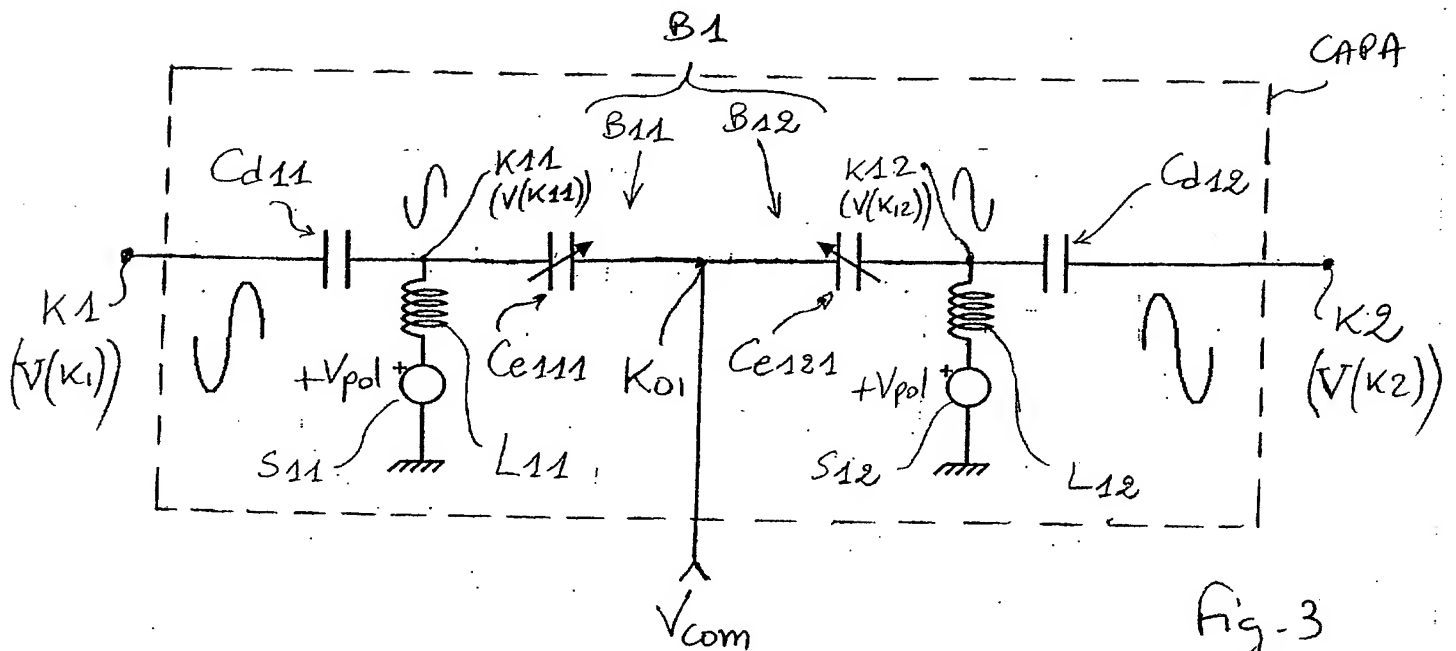 B1
CAPA
B11 B12
Cd11
K11
(V(K11))
K12
(V(K12))
Cd12
K1
(V(K1))
Ce111
K01
Ce121
K2
(V(K2))
+Vpol +
+Vpol +
S11
L11
S12
L12
Vcom
Fig-3